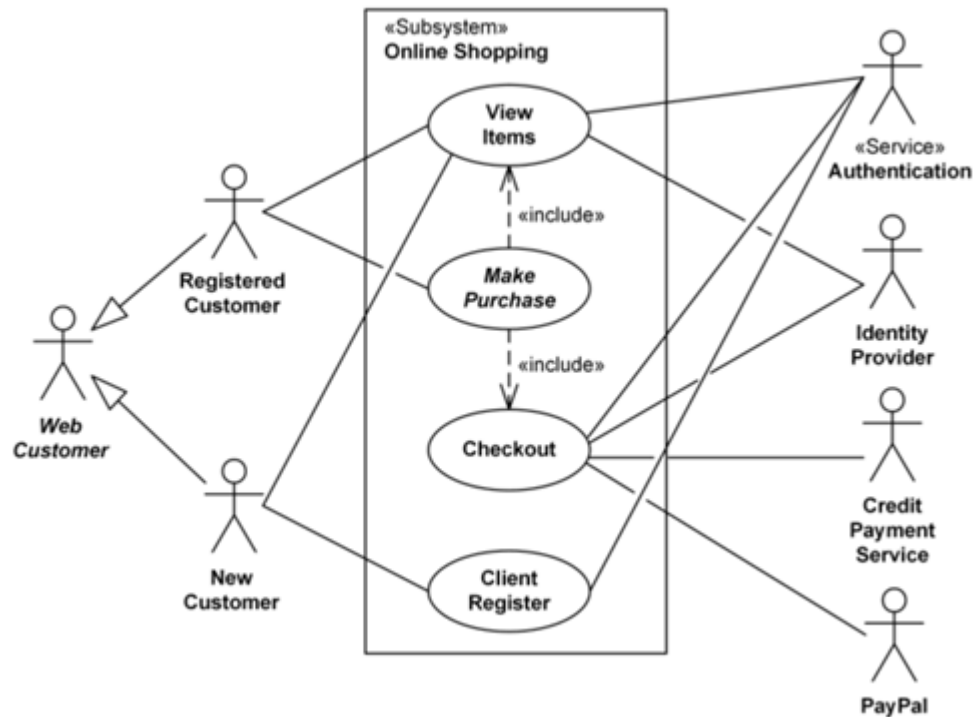 «Subsystem»
Online Shopping
View
Items
«include»
Make
Purchase
«include»
Checkout
Client
Register
Registered
Customer
Web
Customer
New
Customer
«Service»
Authentication
Identity
Provider
Credit
Payment
Service
PayPal